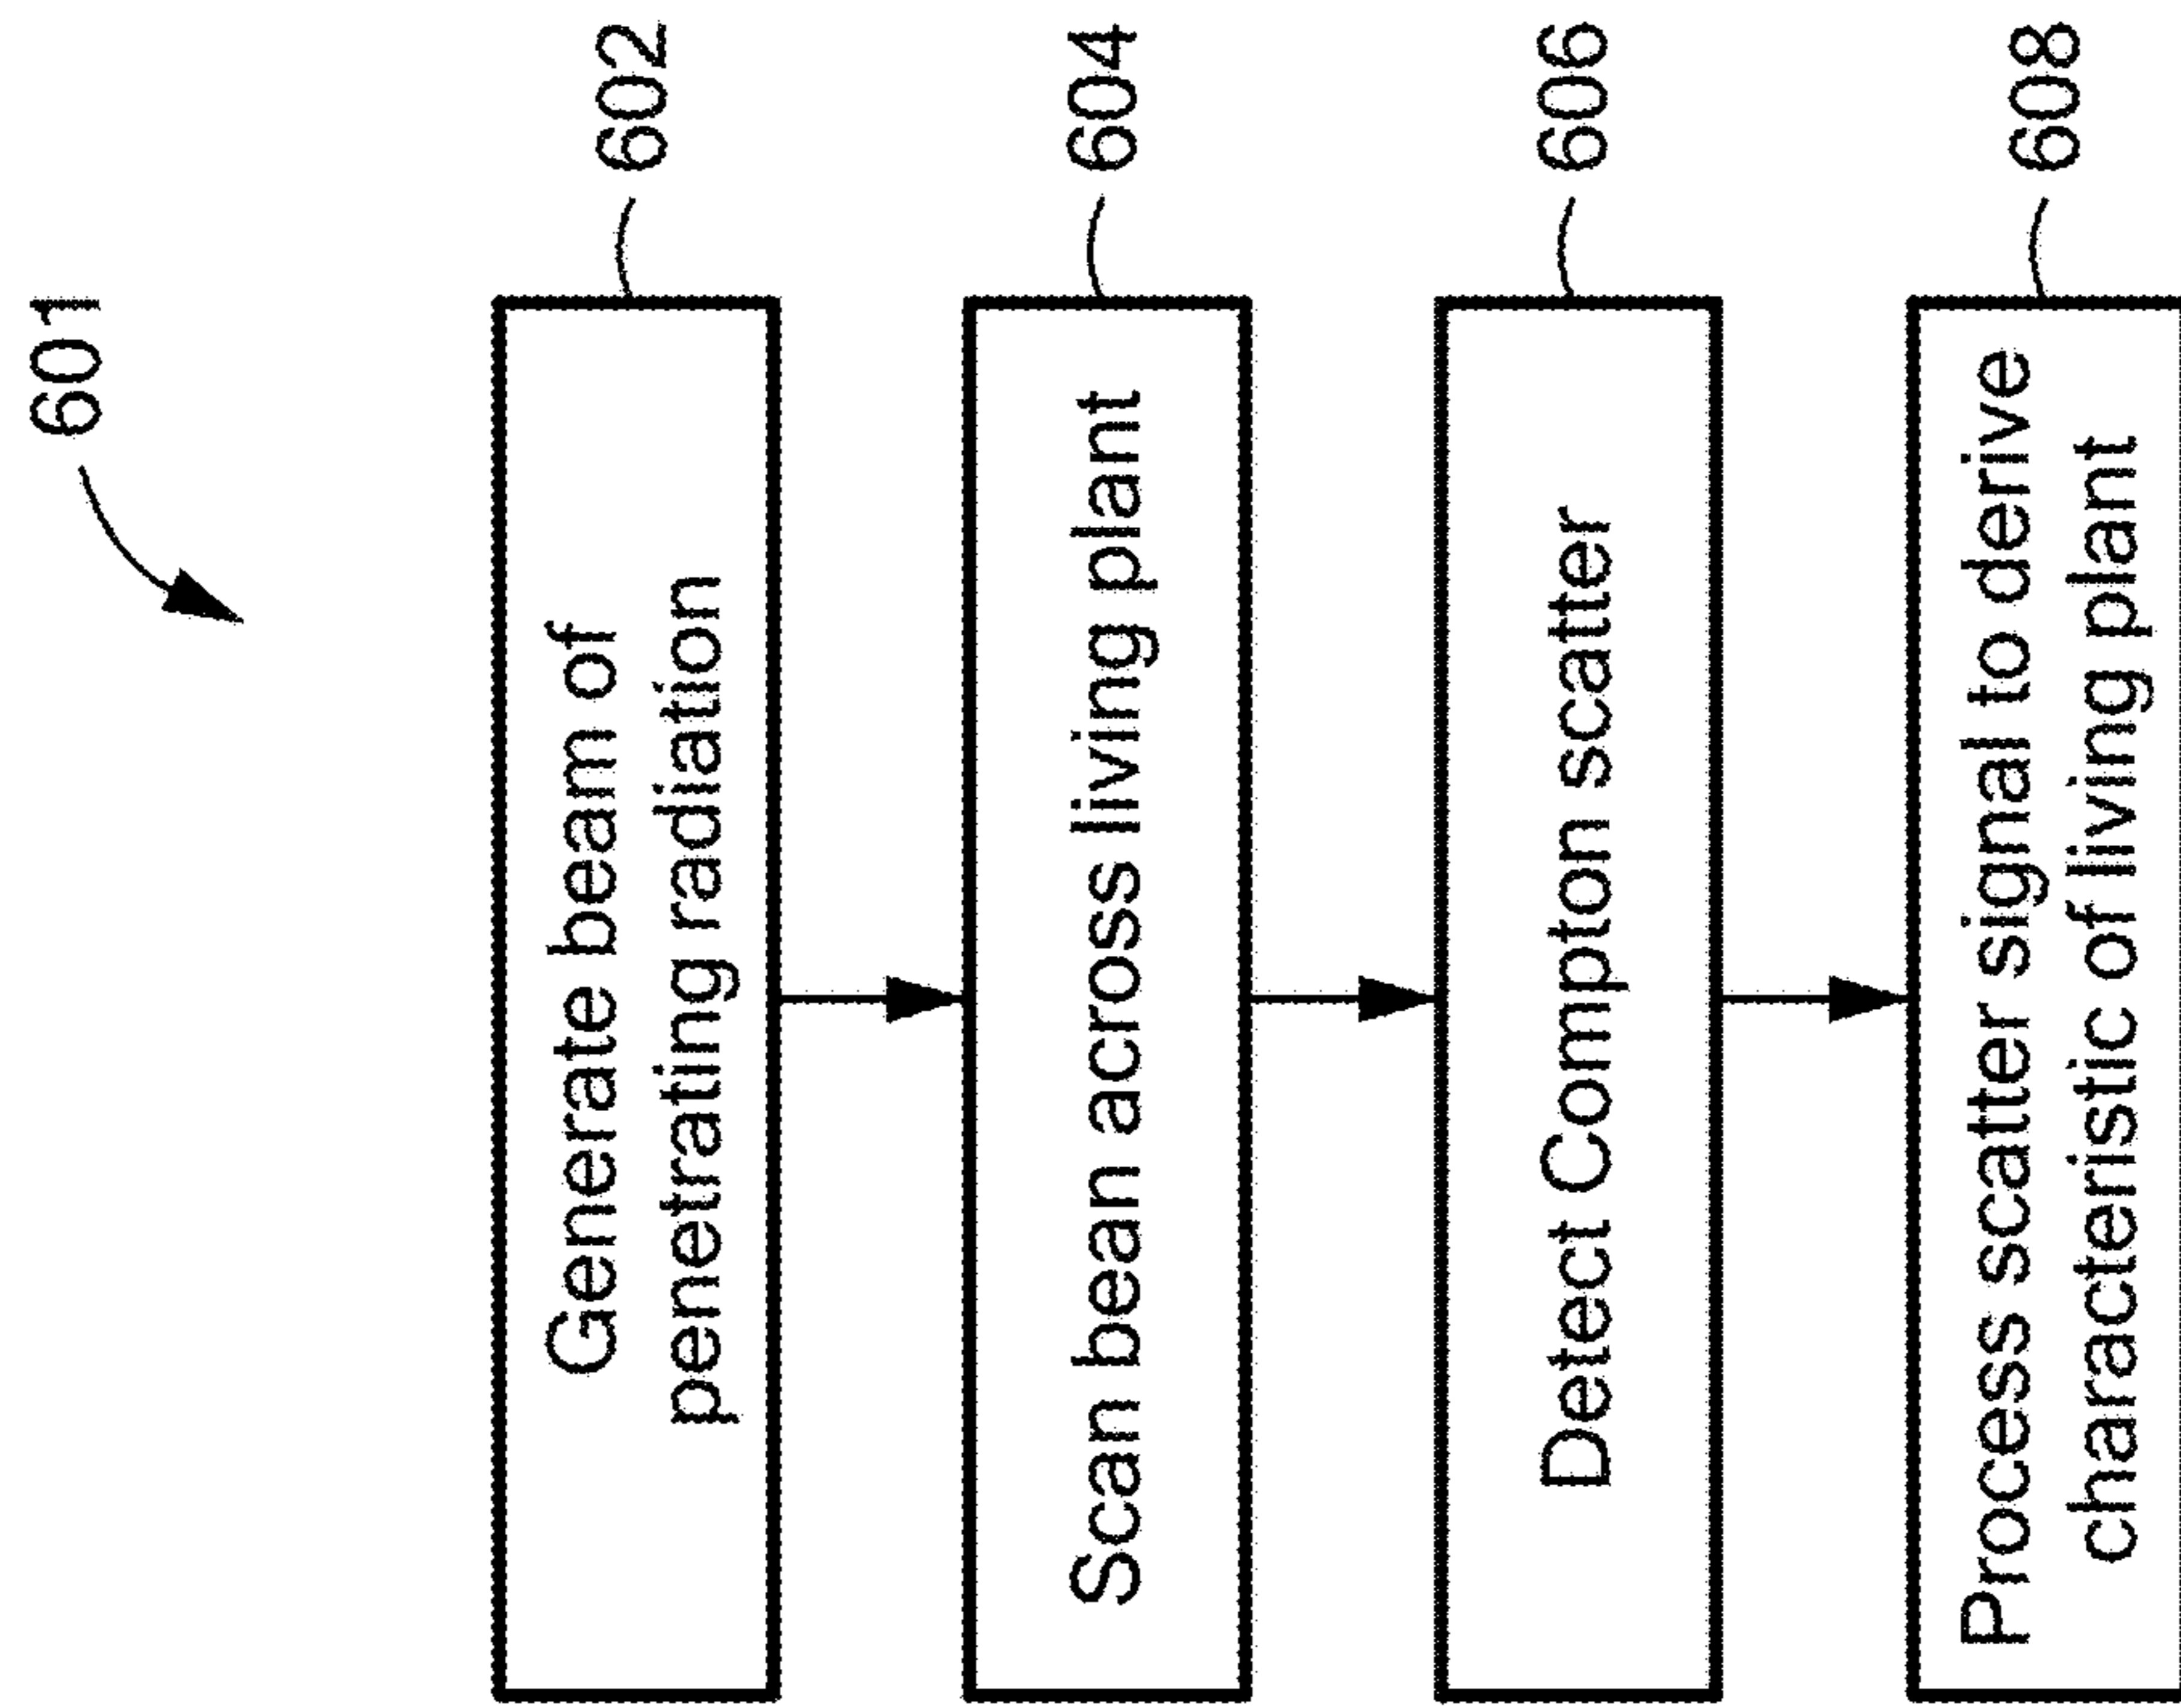 601
Generate beam of
penetrating radiation
602
Scan bean across living plant
604
Detect Compton scatter
606
Process scatter signal to derive
characteristic of living plant
608